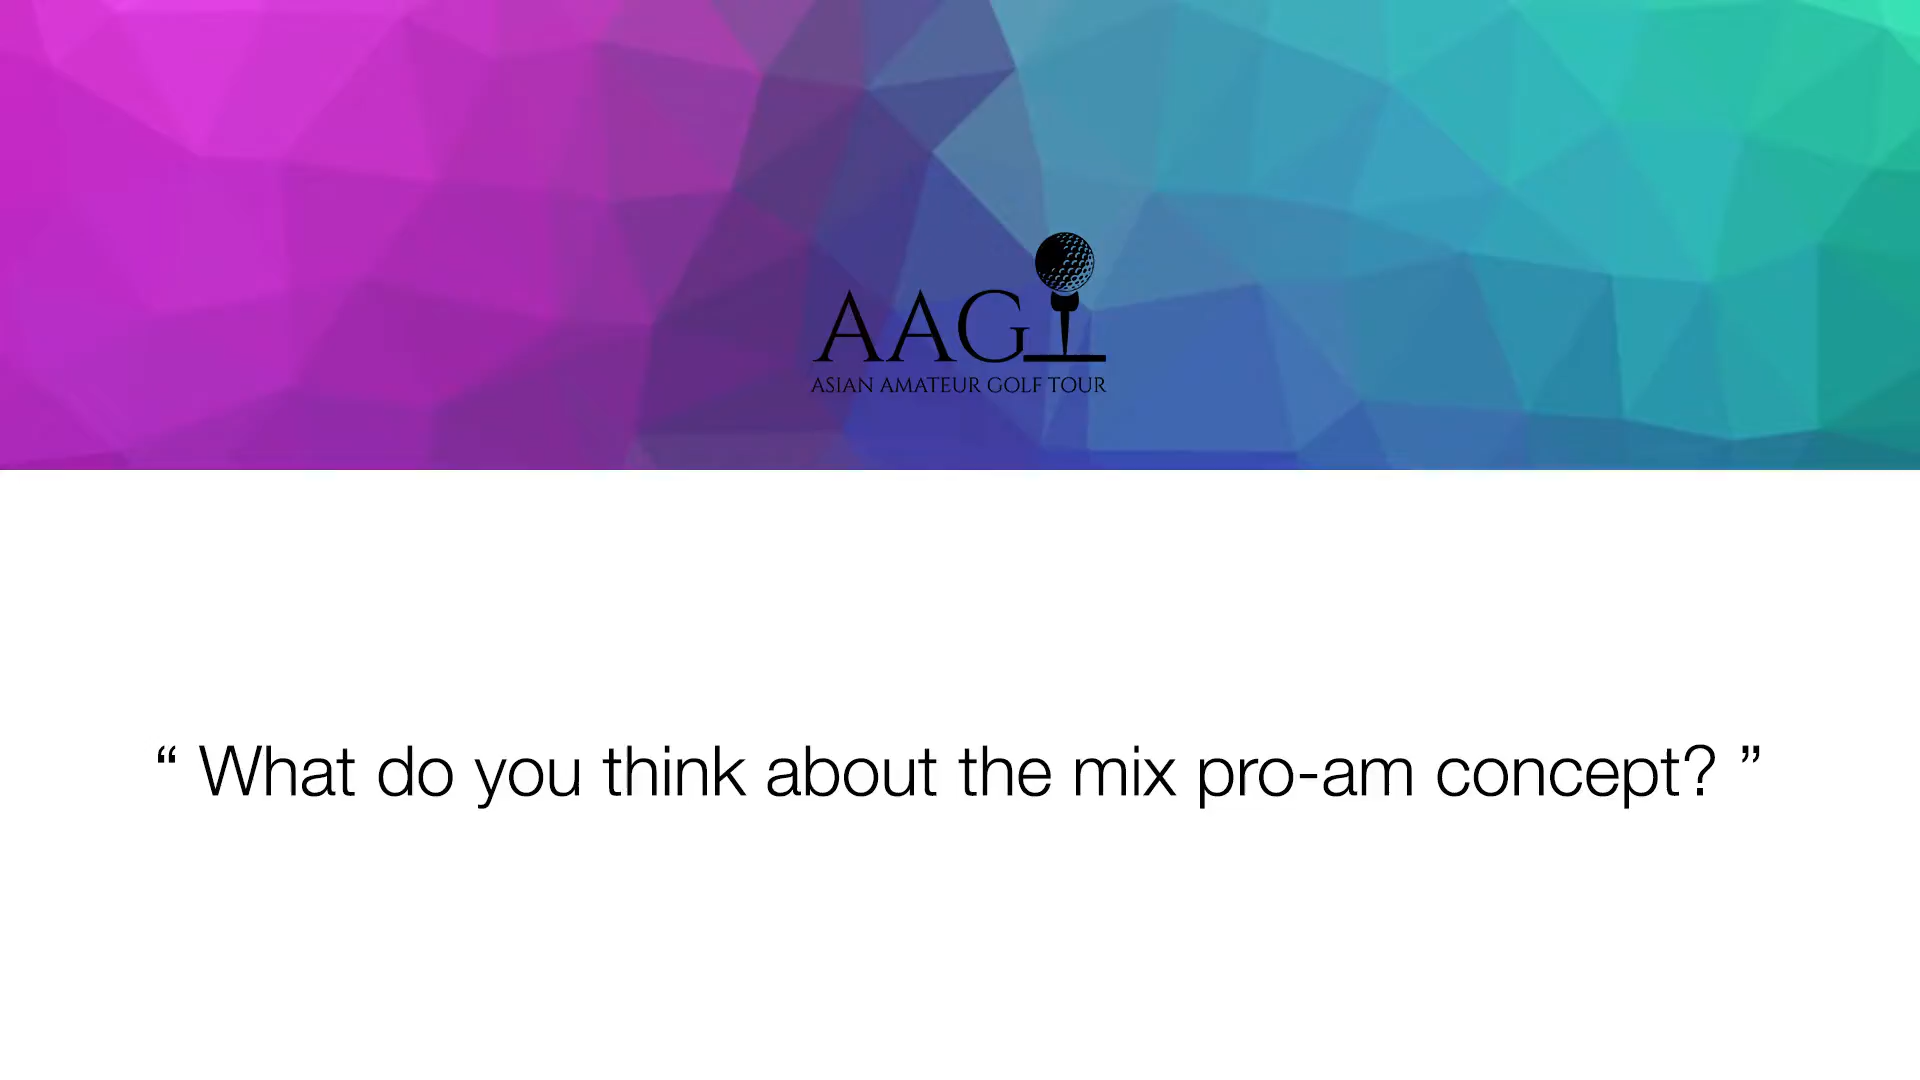 AAG
ASIAN AMATEUR GOLF TOUR
“ What do you think about the mix pro-am concept? ”